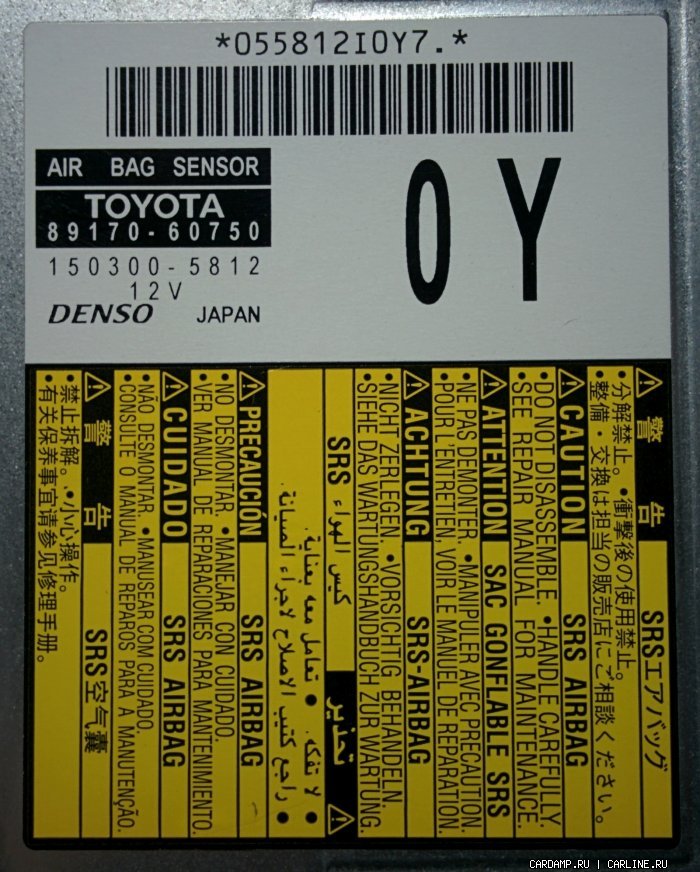 *055812I0Y7.*
AIR BAG SENSOR
TOYOTA
89170-60750
150300-5812
12V
DENSO JAPAN
0Y
警告 SRSエアバッグ
•分解禁止。•衝撃後の使用禁止。
•整備・交換は担当の販売店にご相談ください。
CAUTION SRS AIRBAG
•DO NOT DISASSEMBLE. •HANDLE CAREFULLY.
•SEE REPAIR MANUAL FOR MAINTENANCE.
ATTENTION SAC GONFLABLE SRS
•NE PAS DEMONTER. •MANIPULER AVEC PRECAUTION.
•POUR L'ENTRETIEN, VOIR LE MANUEL DE REPARATION.
ACHTUNG SRS-AIRBAG
•NICHT ZERLEGEN. •VORSICHTIG BEHANDELN.
•SIEHE DAS WARTUNGSHANDBUCH ZUR WARTUNG.
تحذير كيس الهواء SRS
• لا تفكه. • تعامل معه بعناية.
• راجع كتيب الاصلاح لاجراء الصيانة.
PRECAUCIÓN SRS AIRBAG
•NO DESMONTAR. •MANEJAR CON CUIDADO.
•VER MANUAL DE REPARACIONES PARA MANTENIMIENTO.
CUIDADO SRS AIRBAG
•NÃO DESMONTAR. •MANUSEAR COM CUIDADO.
•CONSULTE O MANUAL DE REPAROS PARA A MANUTENÇÃO.
警告 SRS空气囊
•禁止拆解。•小心操作。
•有关保养事宜请参见修理手册。
CARDAMP.RU | CARLINE.RU